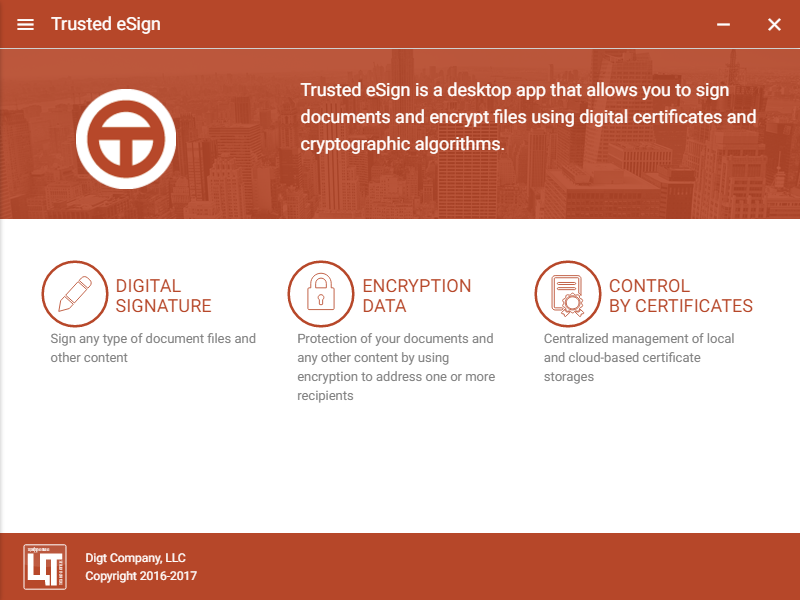 Trusted eSign
Trusted eSign is a desktop app that allows you to sign
documents and encrypt files using digital certificates and
cryptographic algorithms.
DIGITAL
SIGNATURE
Sign any type of document files and
other content
ENCRYPTION
DATA
Protection of your documents and
any other content by using
encryption to address one or more
recipients
CONTROL
BY CERTIFICATES
Centralized management of local
and cloud-based certificate
storages
Digt Company, LLC
Copyright 2016-2017